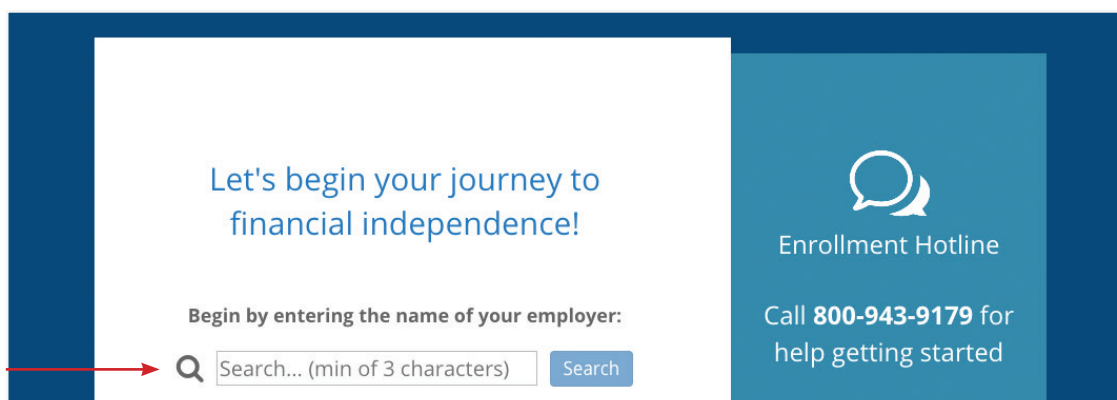 Let's begin your journey to
financial independence!
Begin by entering the name of your employer:
Search... (min of 3 characters)
Search
Enrollment Hotline
Call 800-943-9179 for
help getting started